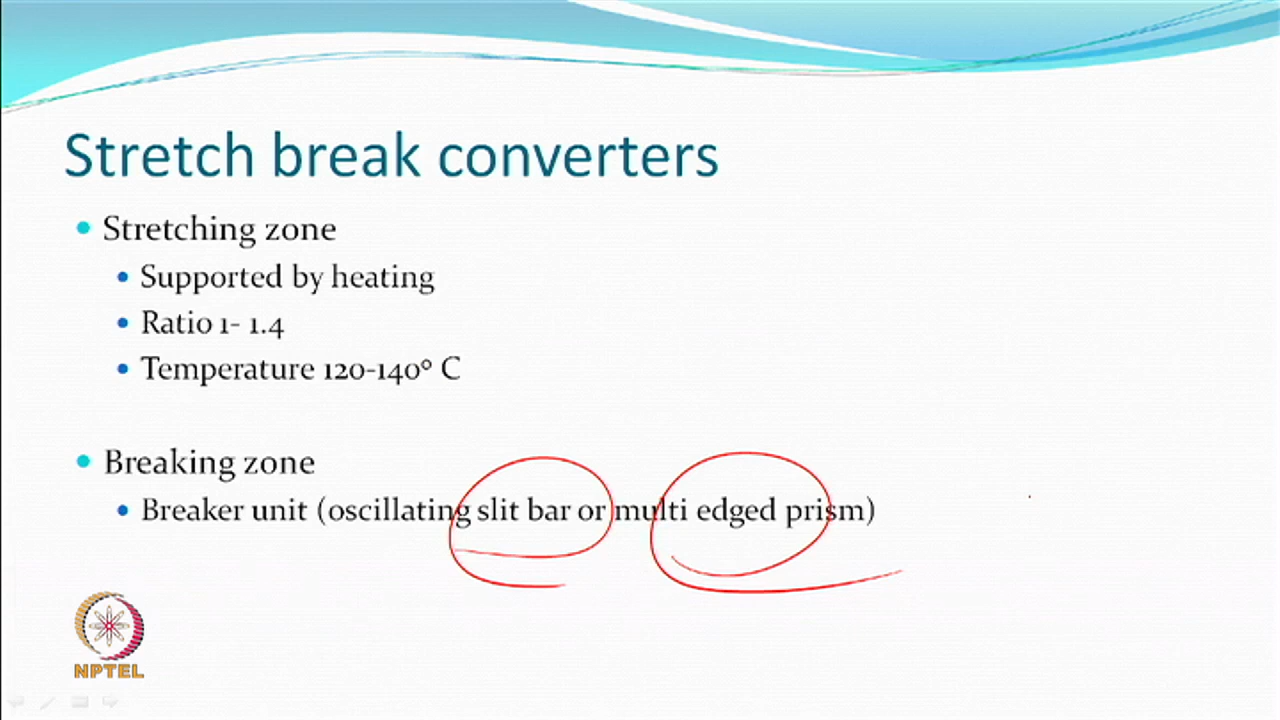 Stretch break converters
Stretching zone
Supported by heating
Ratio 1- 1.4
Temperature 120-140° C
Breaking zone
Breaker unit (oscillating slit bar or multi edged prism)
NPTEL